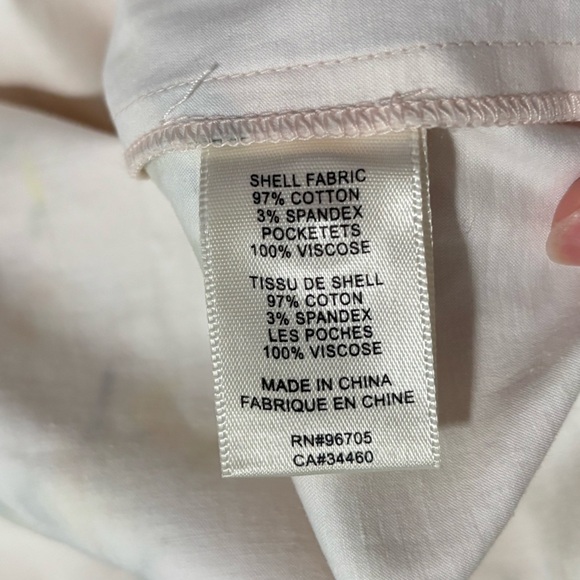 SHELL FABRIC
97% COTTON
3% SPANDEX
POCKETETS
100% VISCOSE
TISSU DE SHELL
97% COTON
3% SPANDEX
LES POCHES
100% VISCOSE
MADE IN CHINA
FABRIQUE EN CHINE
RN#96705
CA#34460